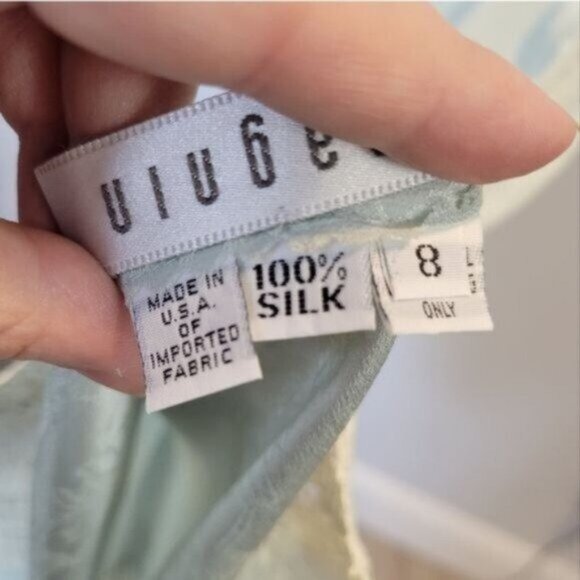 MADE IN
U.S.A.
OF
IMPORTED
FABRIC
100%
SILK
8
ONLY